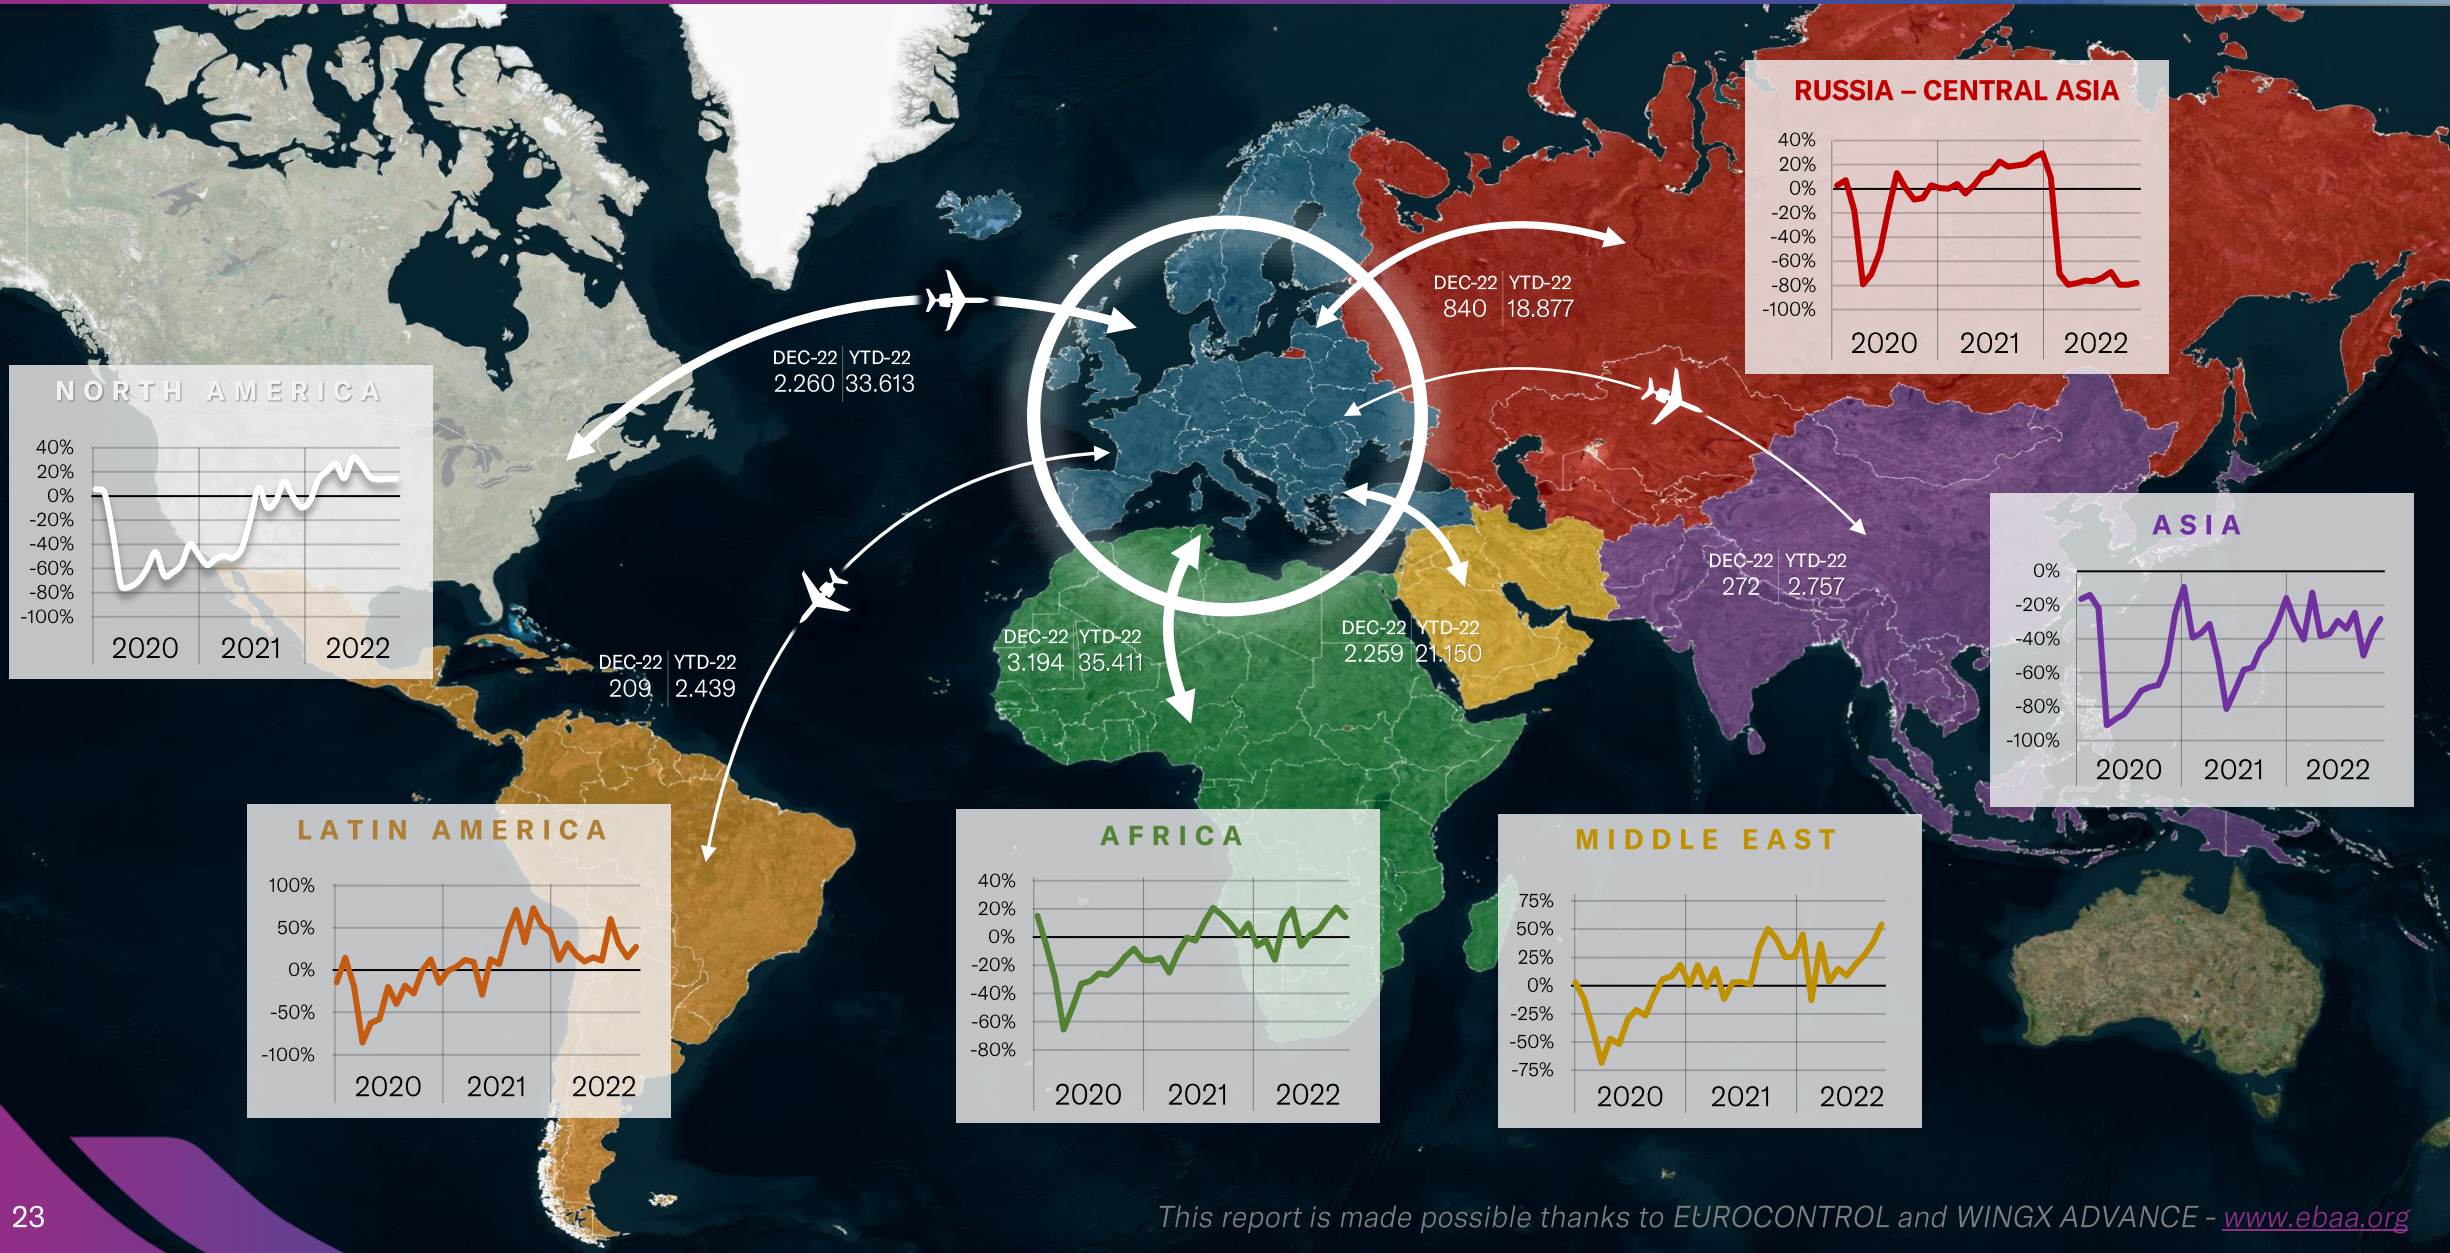 RUSSIA – CENTRAL ASIA
40%
20%
0%
-20%
-40%
-60%
-80%
-100%
2020 2021 2022
DEC-22 YTD-22
840 18.877
DEC-22 YTD-22
2.260 33.613
NORTH AMERICA
40%
20%
0%
-20%
-40%
-60%
-80%
-100%
2020 2021 2022
ASIA
0%
-20%
-40%
-60%
-80%
-100%
2020 2021 2022
DEC-22 YTD-22
272 2.757
DEC-22 YTD-22
3.194 35.411
DEC-22 YTD-22
2.259 21.150
DEC-22 YTD-22
209 2.439
LATIN AMERICA
100%
50%
0%
-50%
-100%
2020 2021 2022
AFRICA
40%
20%
0%
-20%
-40%
-60%
-80%
2020 2021 2022
MIDDLE EAST
75%
50%
25%
0%
-25%
-50%
-75%
2020 2021 2022
23
This report is made possible thanks to EUROCONTROL and WINGX ADVANCE - www.ebaa.org